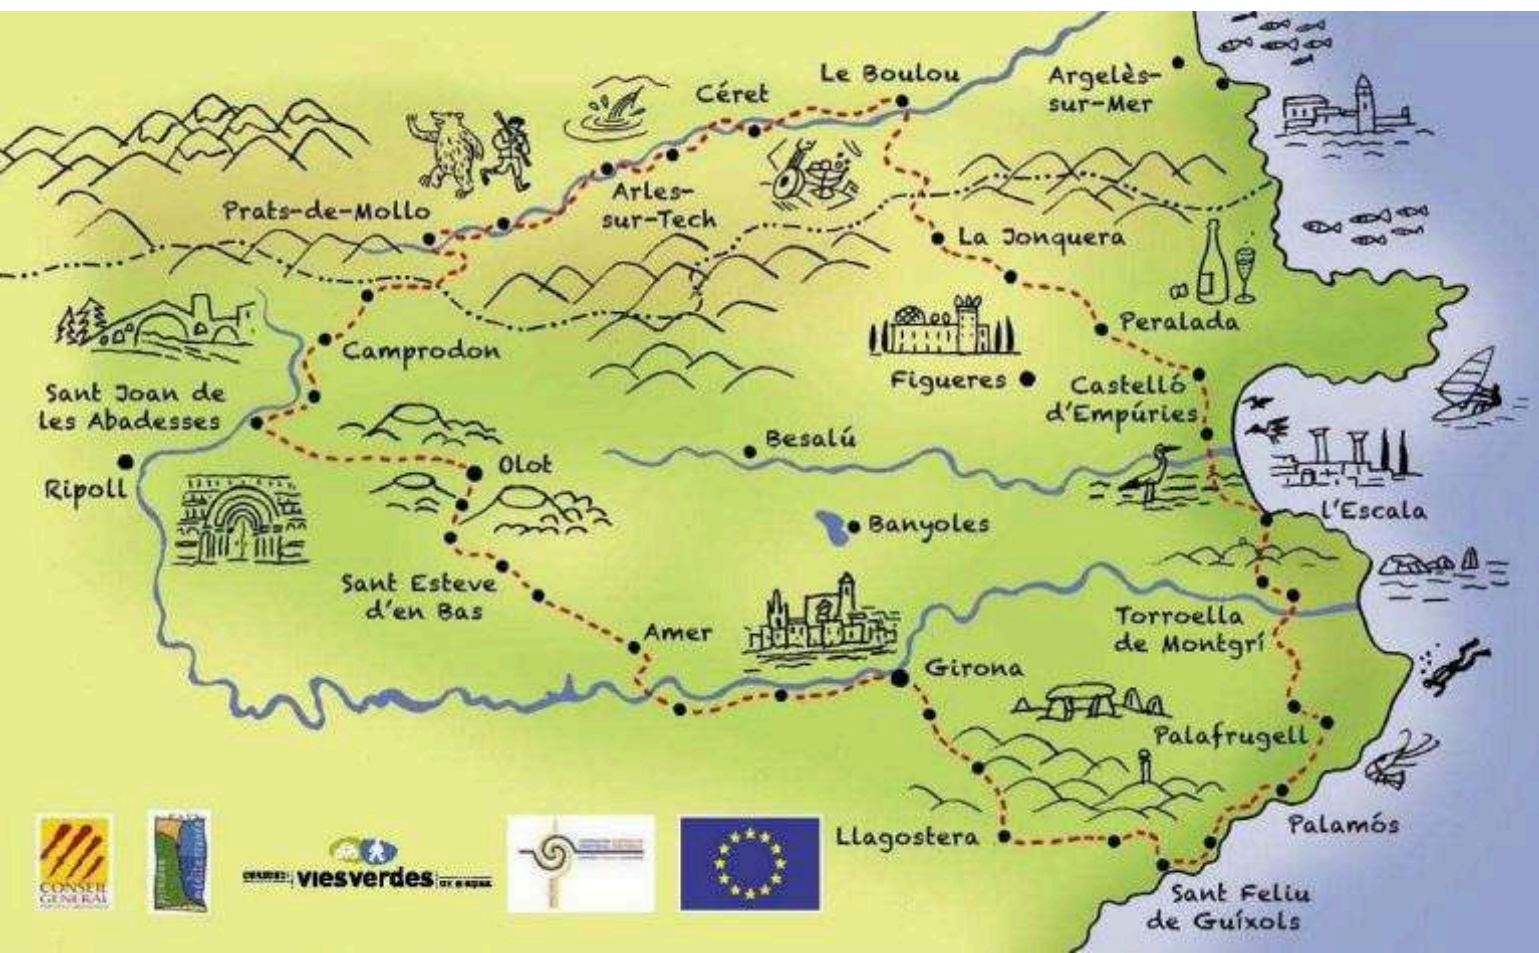 Le Boulou
Argelès-
sur-Mer
Céret
Arles-
sur-Tech
Prats-de-Mollo
La Jonquera
Peralada
Camprodon
Figueres
Castelló
d'Empúries
Sant Joan de
les Abadesses
Besalú
Olot
Ripoll
l'Escala
Banyoles
Sant Esteve
d'en Bas
Torroella
de Montgrí
Amer
Girona
Palafrugell
Llagostera
Palamós
Sant Feliu
de Guíxols
CONSEIL
GENERAL
viesverdes